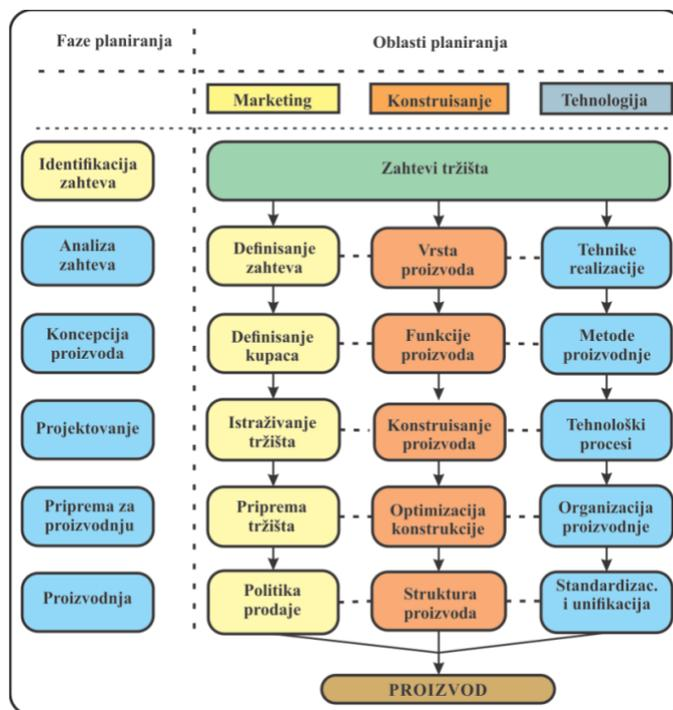 Faze planiranja
Oblasti planiranja
Marketing
Konstruisanje
Tehnologija
Identifikacija
zahteva
Zahtevi tržišta
Analiza
zahteva
Definisanje
zahteva
Vrsta
proizvoda
Tehnike
realizacije
Koncepcija
proizvoda
Definisanje
kupaca
Funkcije
proizvoda
Metode
proizvodnje
Projektovanje
Istraživanje
tržišta
Konstruisanje
proizvoda
Tehnološki
procesi
Priprema za
proizvodnju
Priprema
tržišta
Optimizacija
konstrukcije
Organizacija
proizvodnje
Proizvodnja
Politika
prodaje
Struktura
proizvoda
Standardizac.
i unifikacija
PROIZVOD